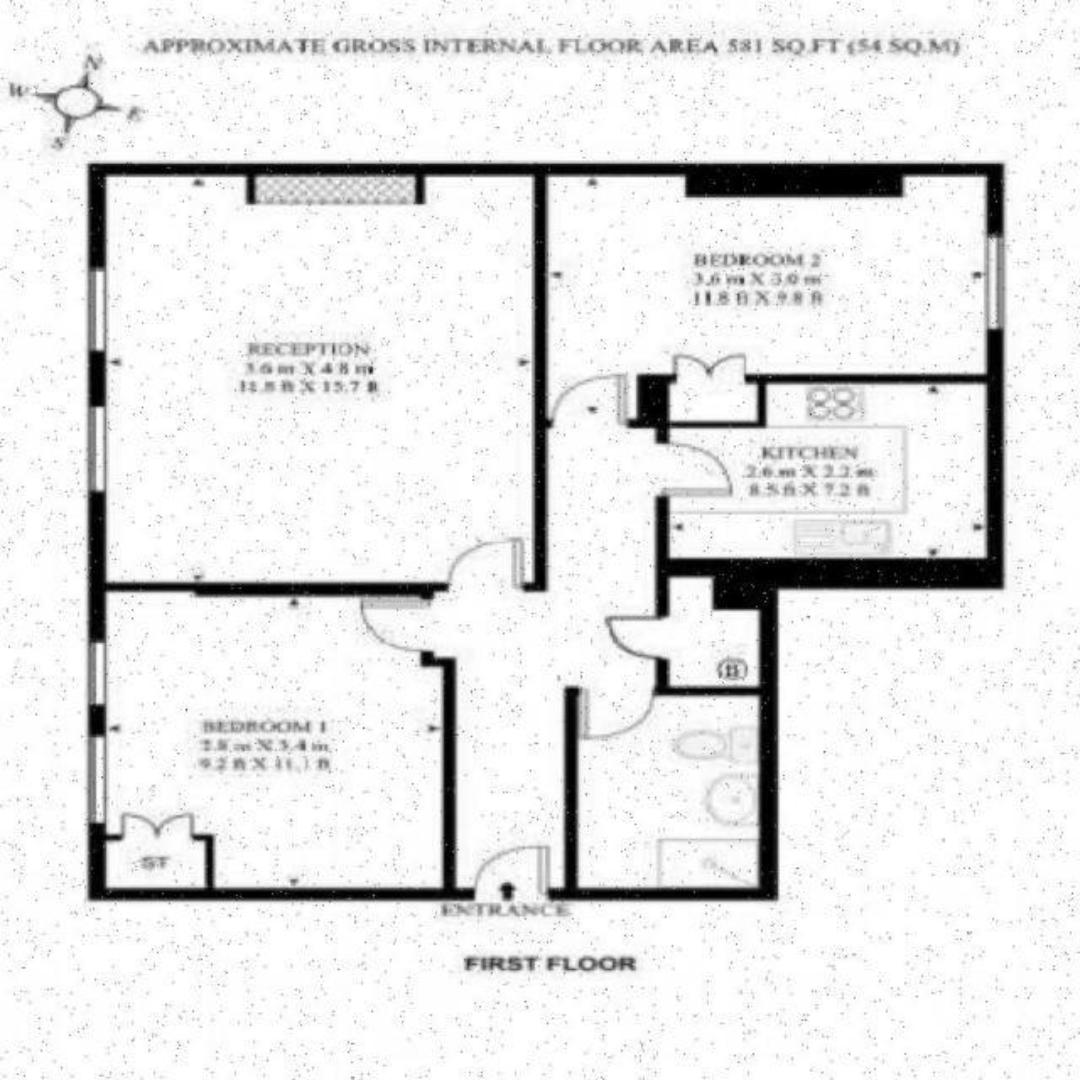 APPROXIMATE GROSS INTERNAL FLOOR AREA 581 SQ.FT (54 SQ.M)
N
W
E
S
BEDROOM 2
3.6 m X 3.0 m
11.8 ft X 9.8 ft
RECEPTION
3.6 m X 4.8 m
11.8 ft X 15.7 ft
KITCHEN
2.6 m X 2.2 m
8.5 ft X 7.2 ft
B
BEDROOM 1
2.8 m X 3.4 m
9.2 ft X 11.1 ft
ST
ENTRANCE
FIRST FLOOR